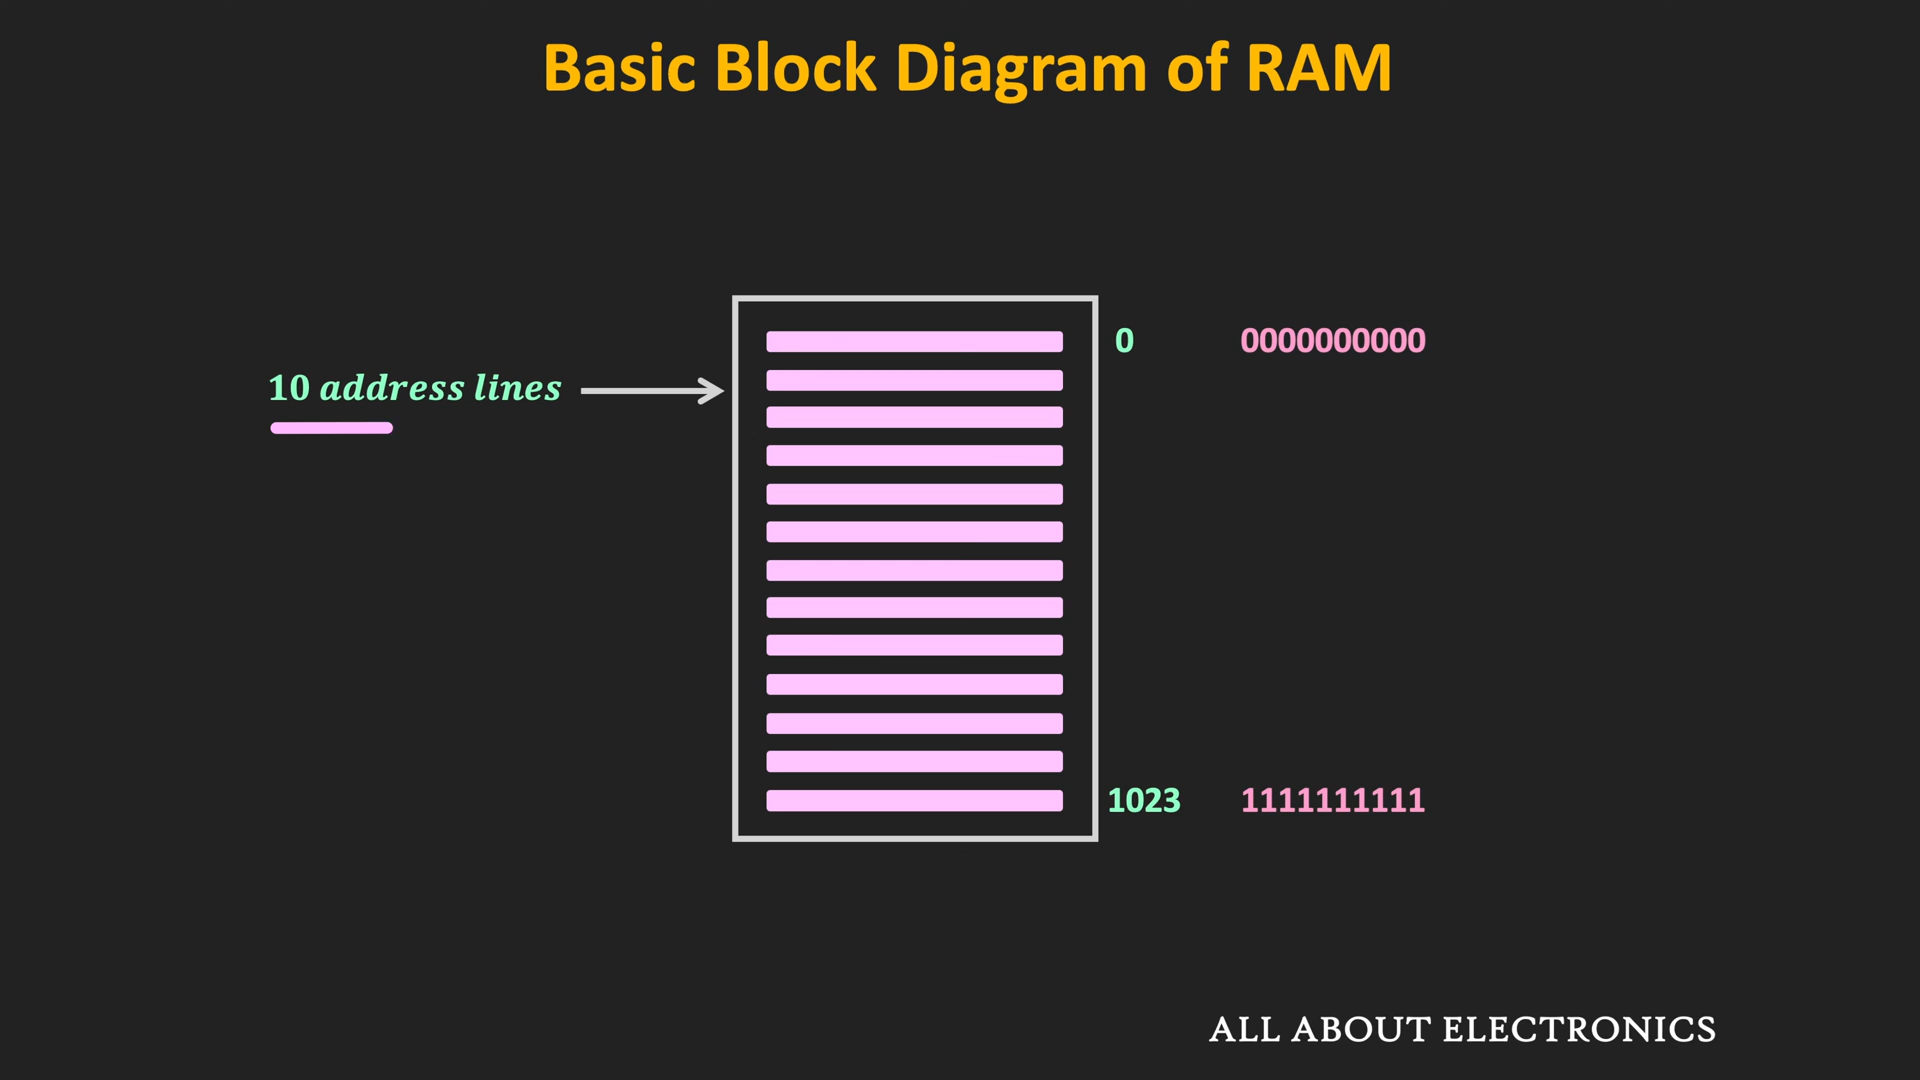 Basic Block Diagram of RAM
0 0000000000
10 address lines
1023 1111111111
ALL ABOUT ELECTRONICS